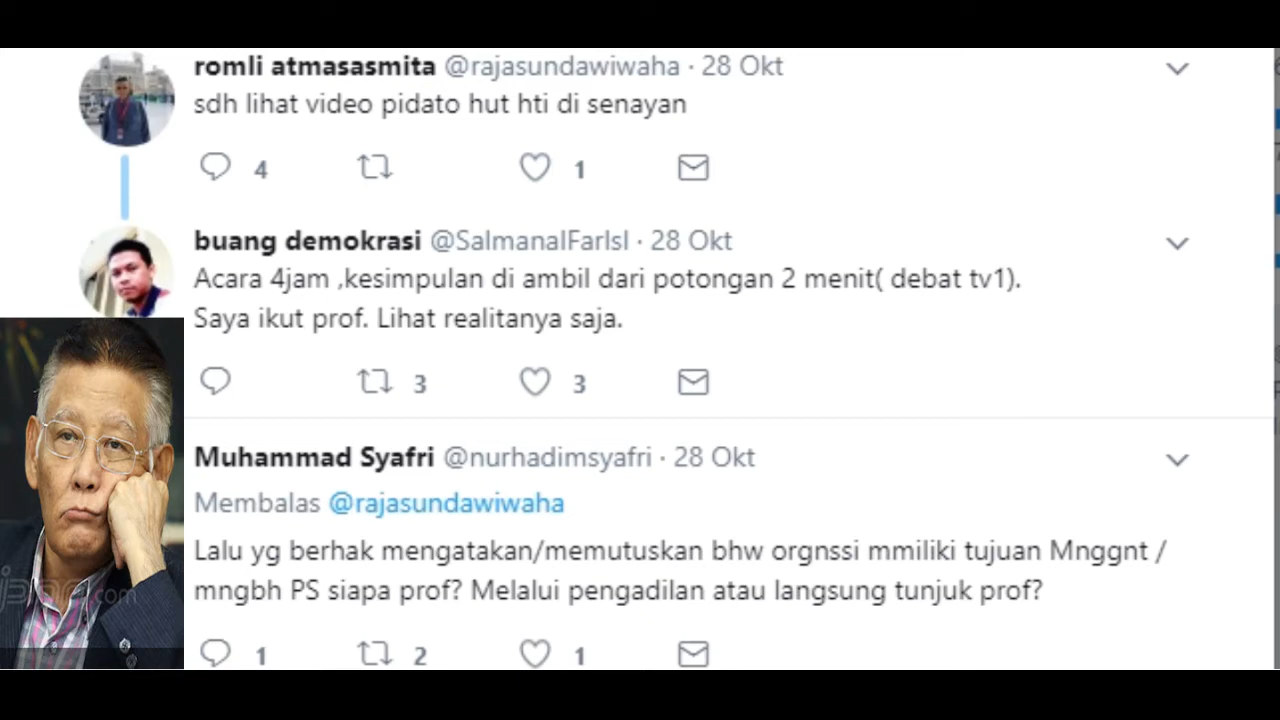 romli atmasasmita @rajasundawiwaha · 28 Okt
sdh lihat video pidato hut hti di senayan
4 1
buang demokrasi @SalmanalFarIsl · 28 Okt
Acara 4jam ,kesimpulan di ambil dari potongan 2 menit( debat tv1).
Saya ikut prof. Lihat realitanya saja.
3 3
Muhammad Syafri @nurhadimsyafri · 28 Okt
Membalas @rajasundawiwaha
Lalu yg berhak mengatakan/memutuskan bhw orgnssi mmiliki tujuan Mnggnt /
mngbh PS siapa prof? Melalui pengadilan atau langsung tunjuk prof?
1 2 1